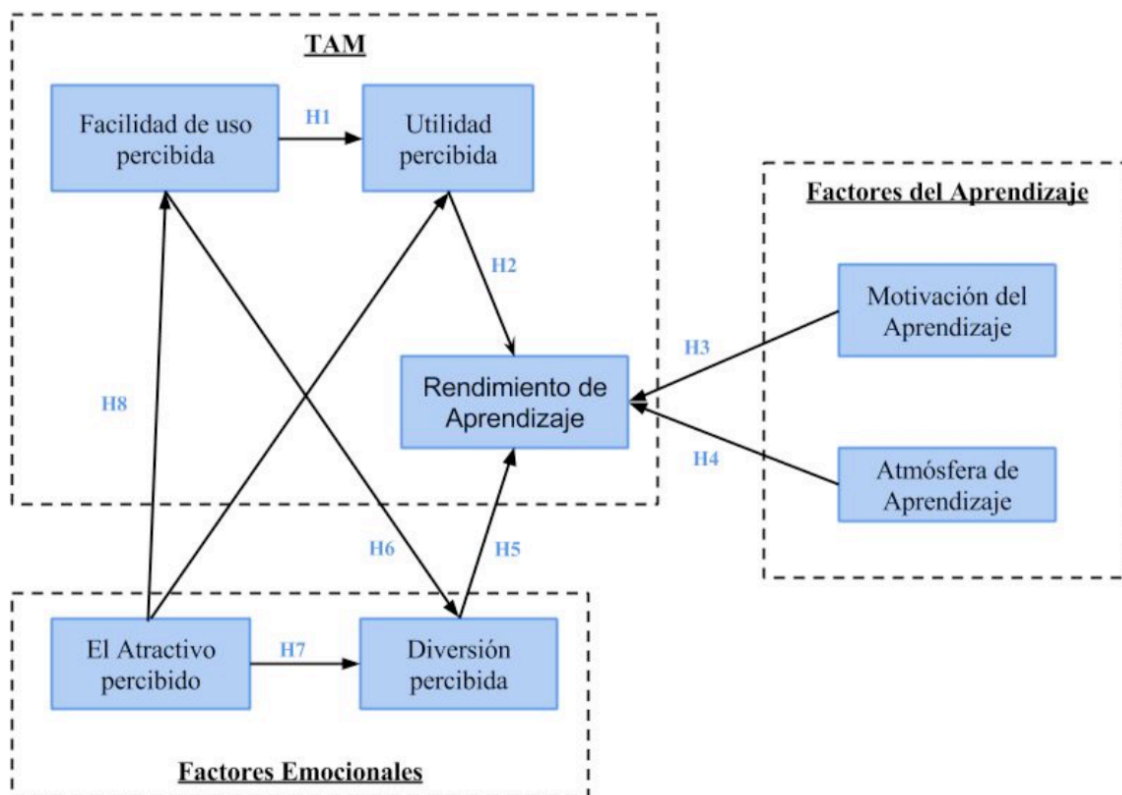 TAM
Facilidad de uso
percibida
H1
Utilidad
percibida
H2
Factores del Aprendizaje
Motivación del
Aprendizaje
H3
Rendimiento de
Aprendizaje
H8
H4
Atmósfera de
Aprendizaje
H6
H5
El Atractivo
percibido
H7
Diversión
percibida
Factores Emocionales